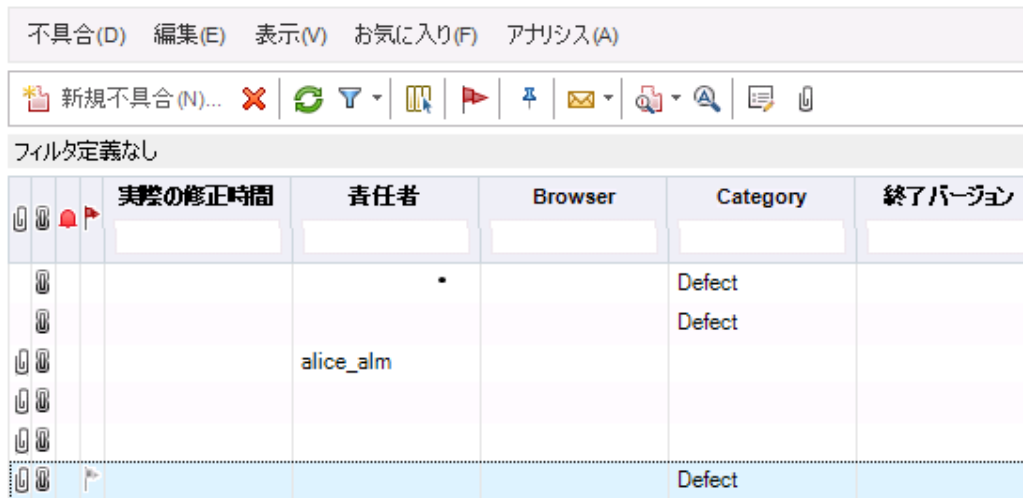 不具合(D) 編集(E) 表示(V) お気に入り(F) アナリシス(A)
新規不具合(N)...
フィルタ定義なし
実際の修正時間 責任者 Browser Category 終了バージョン
Defect
Defect
alice_alm
Defect